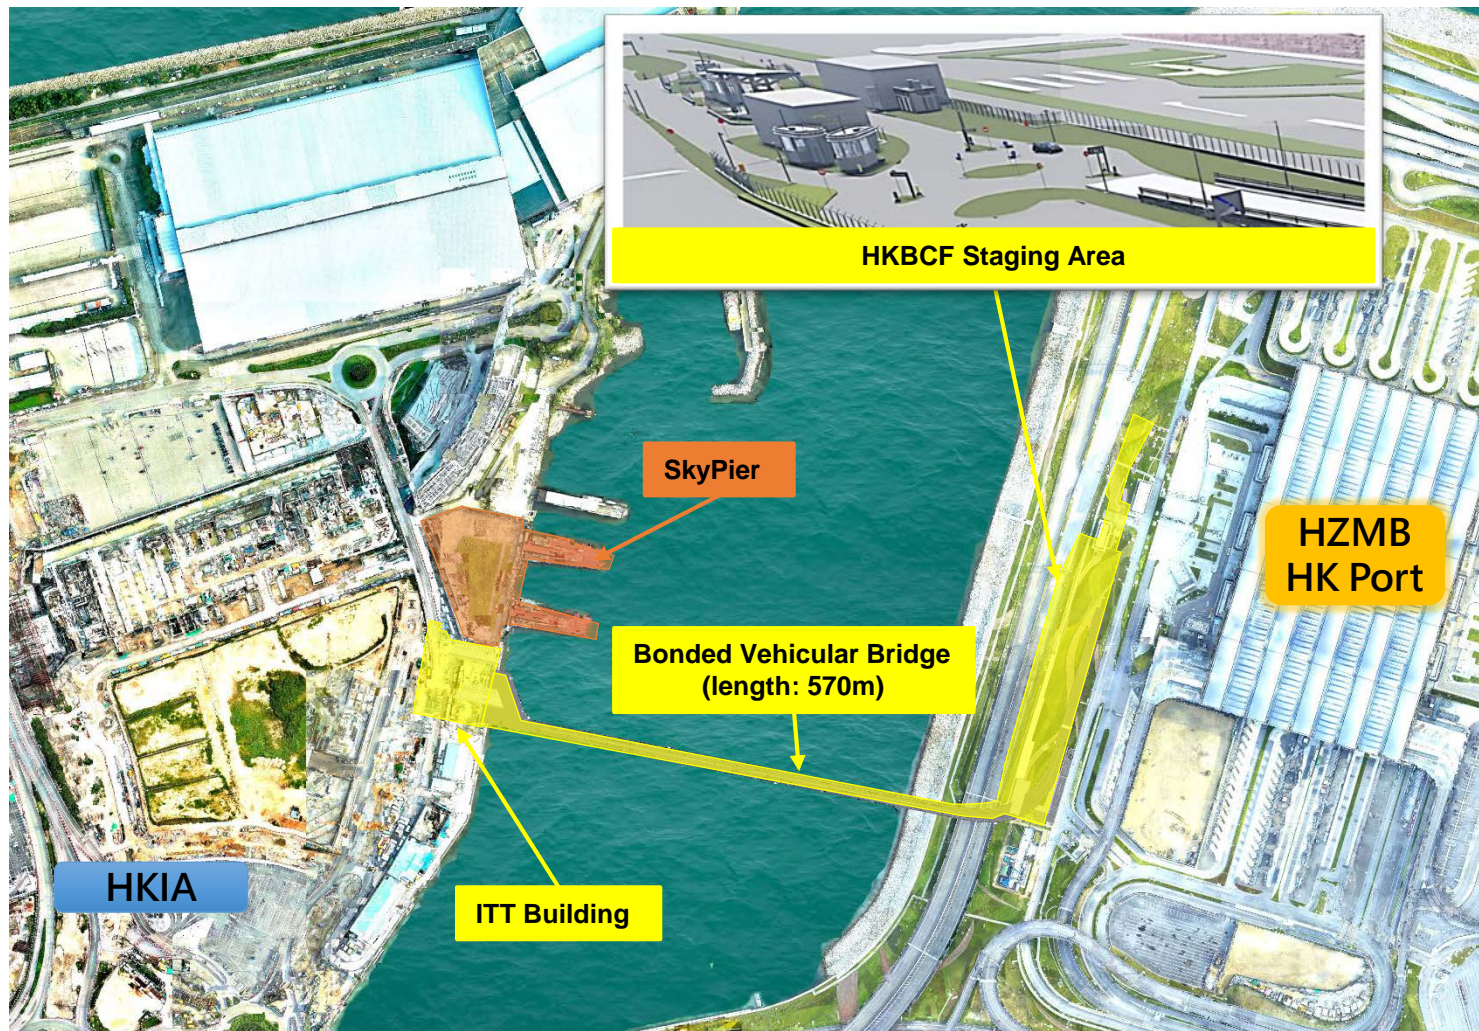 HKBCF Staging Area
SkyPier
HZMB
HK Port
Bonded Vehicular Bridge
(length: 570m)
HKIA
ITT Building